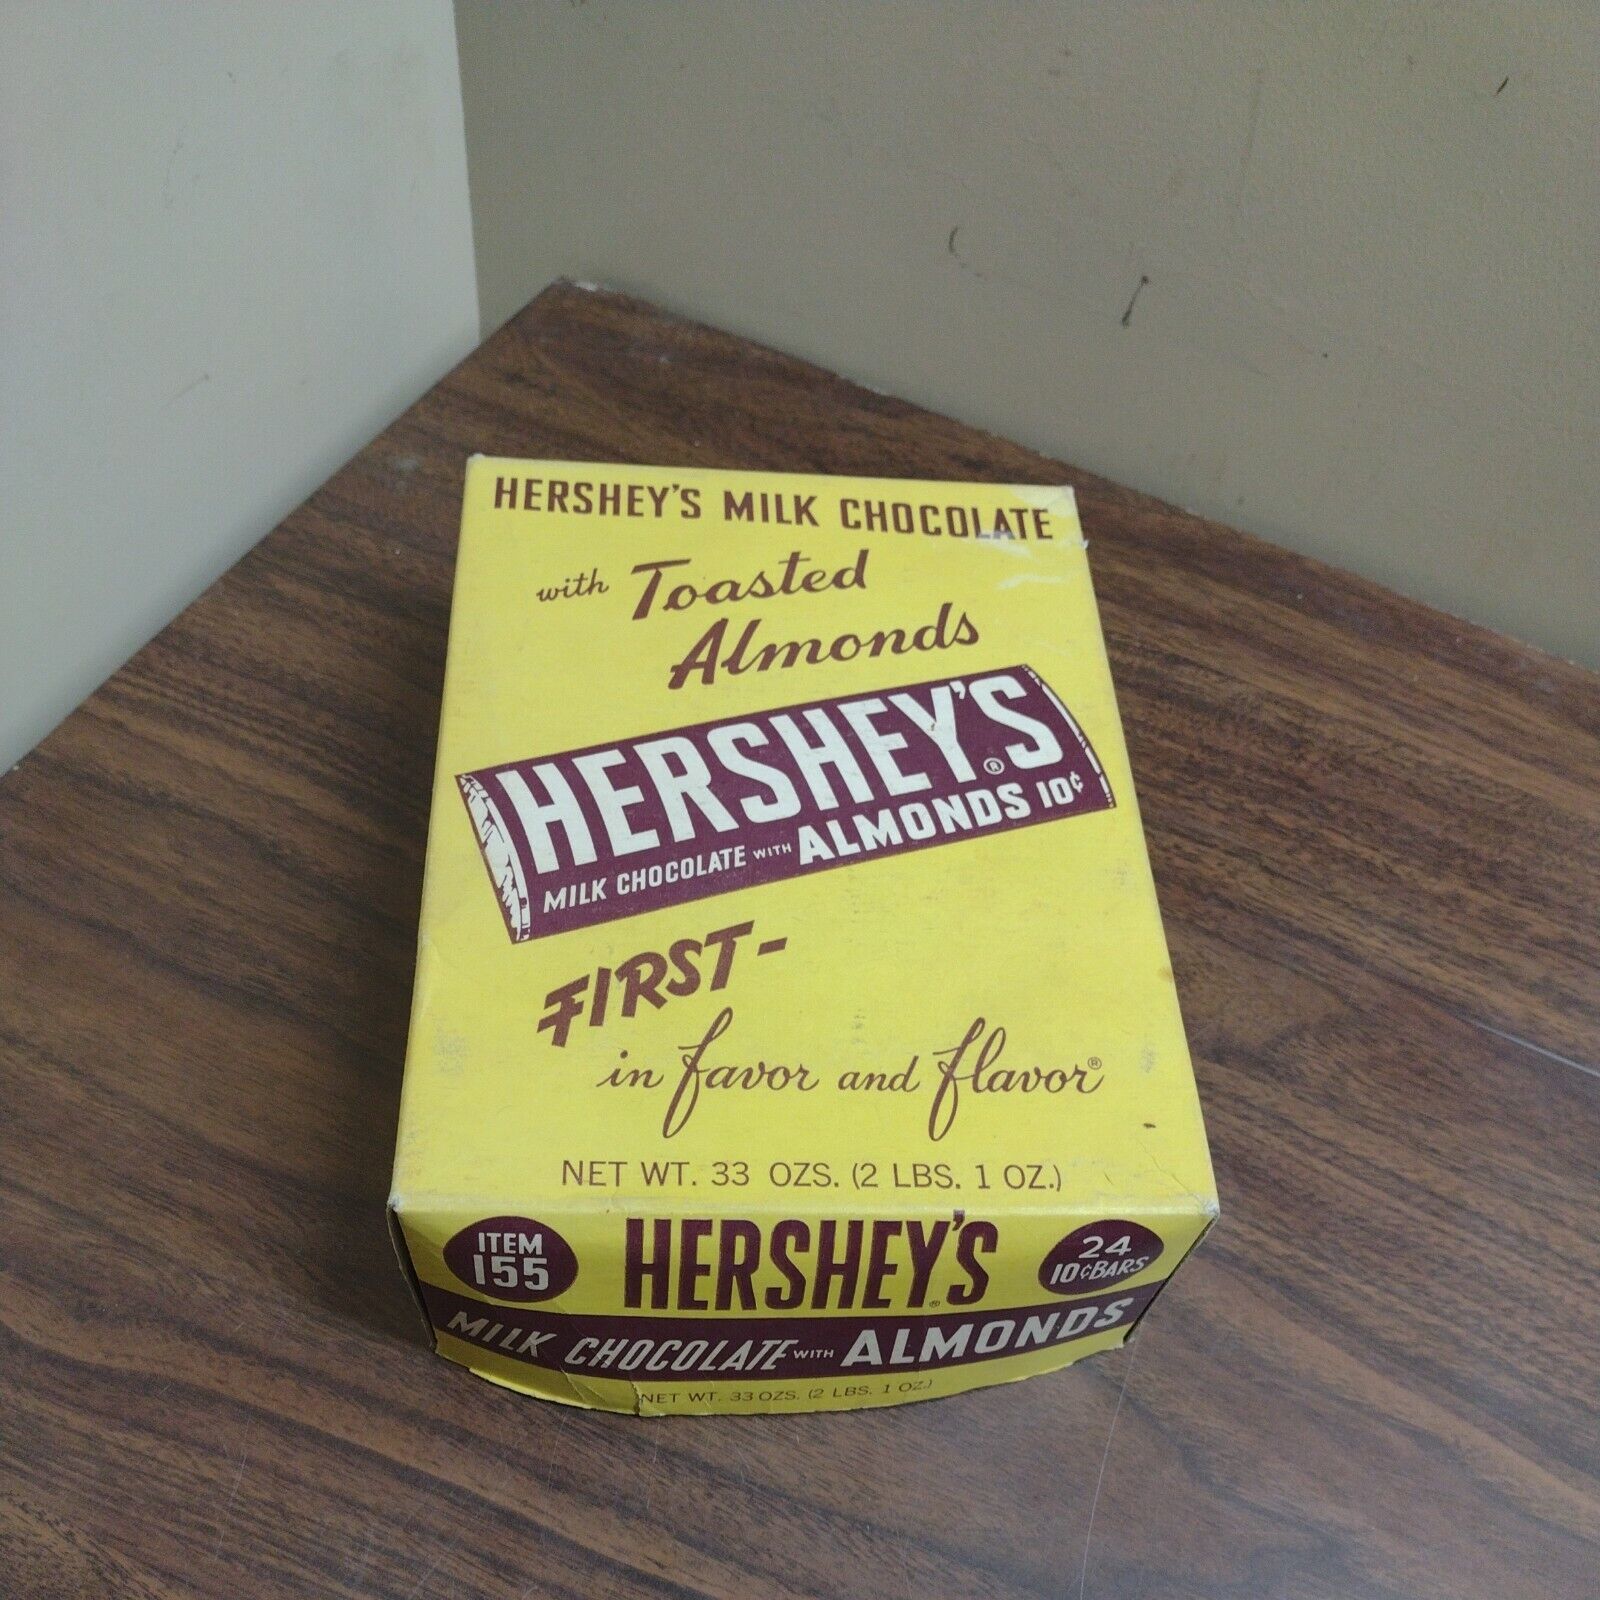 HERSHEY'S MILK CHOCOLATE
with Toasted
Almonds
HERSHEY'S®
MILK CHOCOLATE WITH ALMONDS 10¢
FIRST-
in favor and flavor®
NET WT. 33 OZS. (2 LBS. 1 OZ.)
ITEM
155
HERSHEY'S®
24
10¢ BARS
MILK CHOCOLATE WITH ALMONDS
NET WT. 33 OZS. (2 LBS. 1 OZ.)